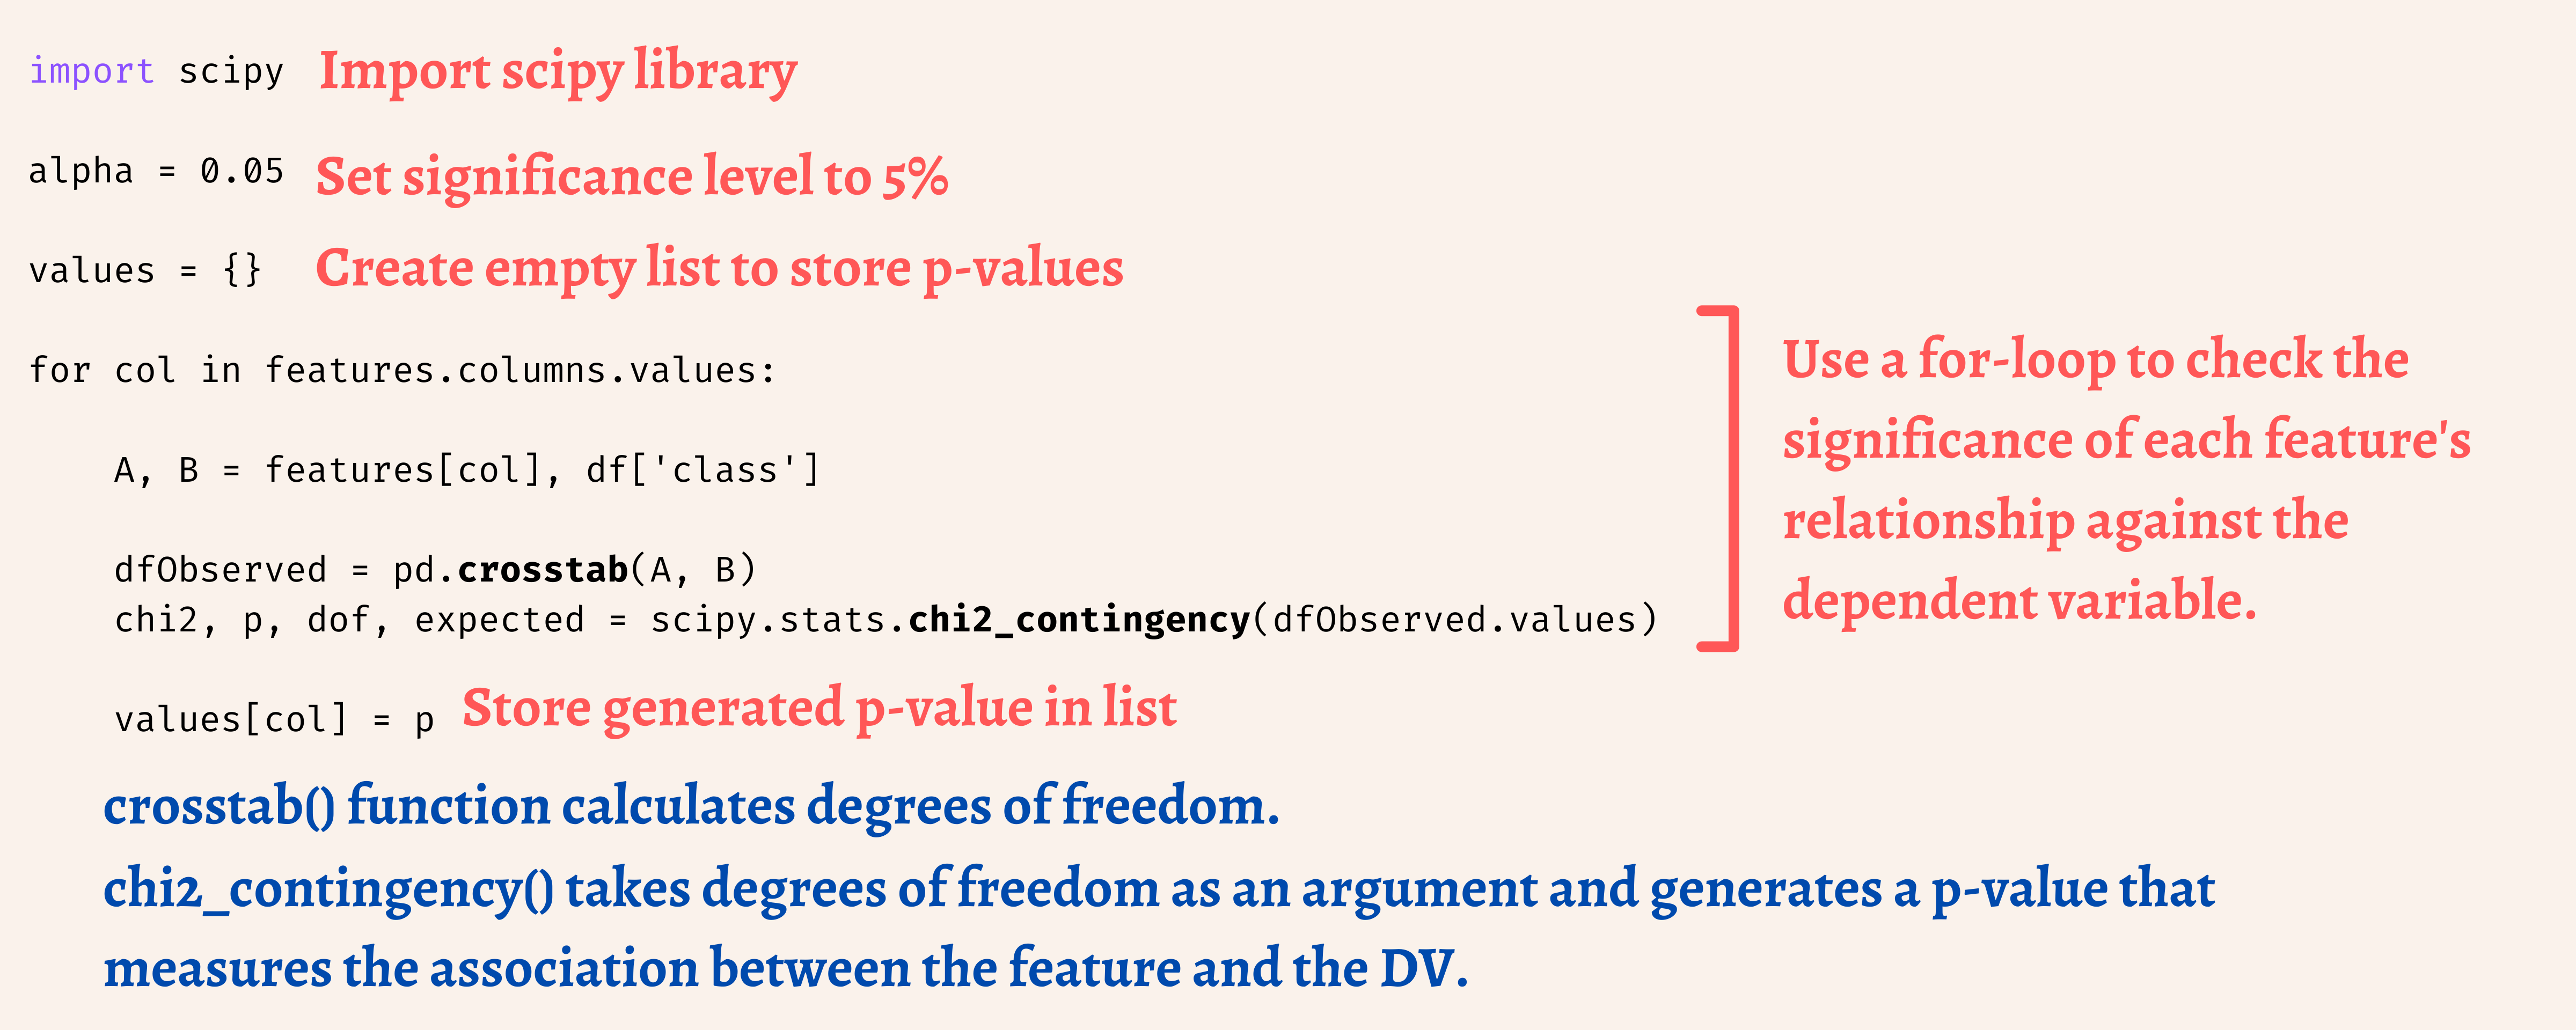 import scipy Import scipy library
alpha = 0.05 Set significance level to 5%
values = {} Create empty list to store p-values
for col in features.columns.values:
A, B = features[col], df['class']
dfObserved = pd.crosstab(A, B)
chi2, p, dof, expected = scipy.stats.chi2_contingency(dfObserved.values)
Use a for-loop to check the
significance of each feature's
relationship against the
dependent variable.
values[col] = p Store generated p-value in list
crosstab() function calculates degrees of freedom.
chi2_contingency() takes degrees of freedom as an argument and generates a p-value that
measures the association between the feature and the DV.